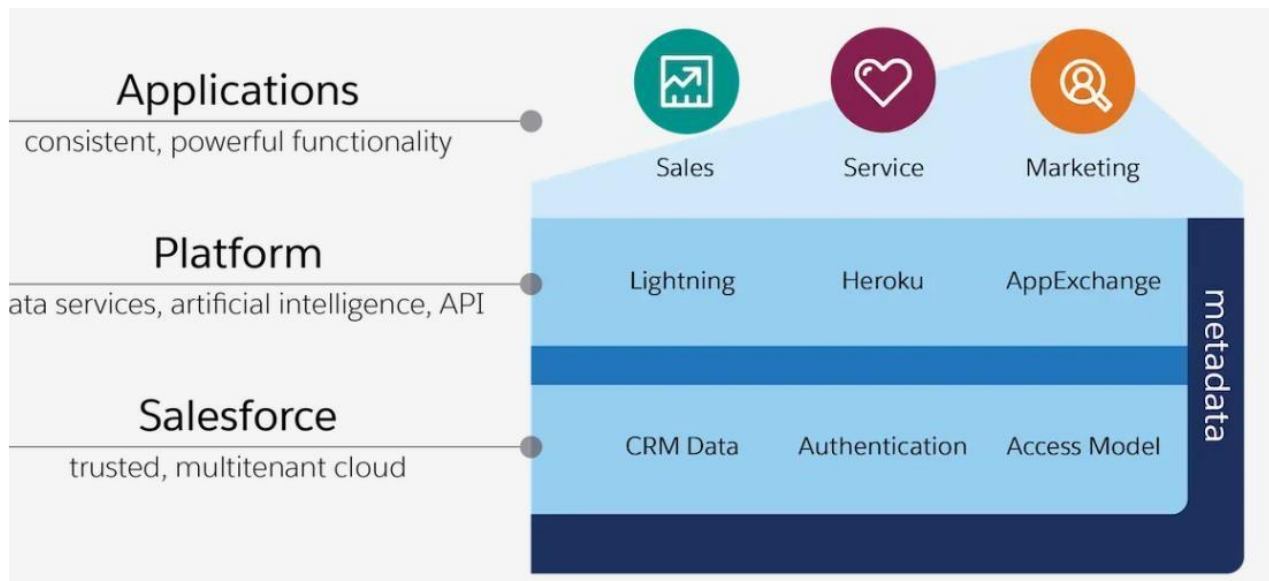 Applications
consistent, powerful functionality
Sales Service Marketing
Platform
ata services, artificial intelligence, API
Lightning Heroku AppExchange
metadata
Salesforce
trusted, multitenant cloud
CRM Data Authentication Access Model